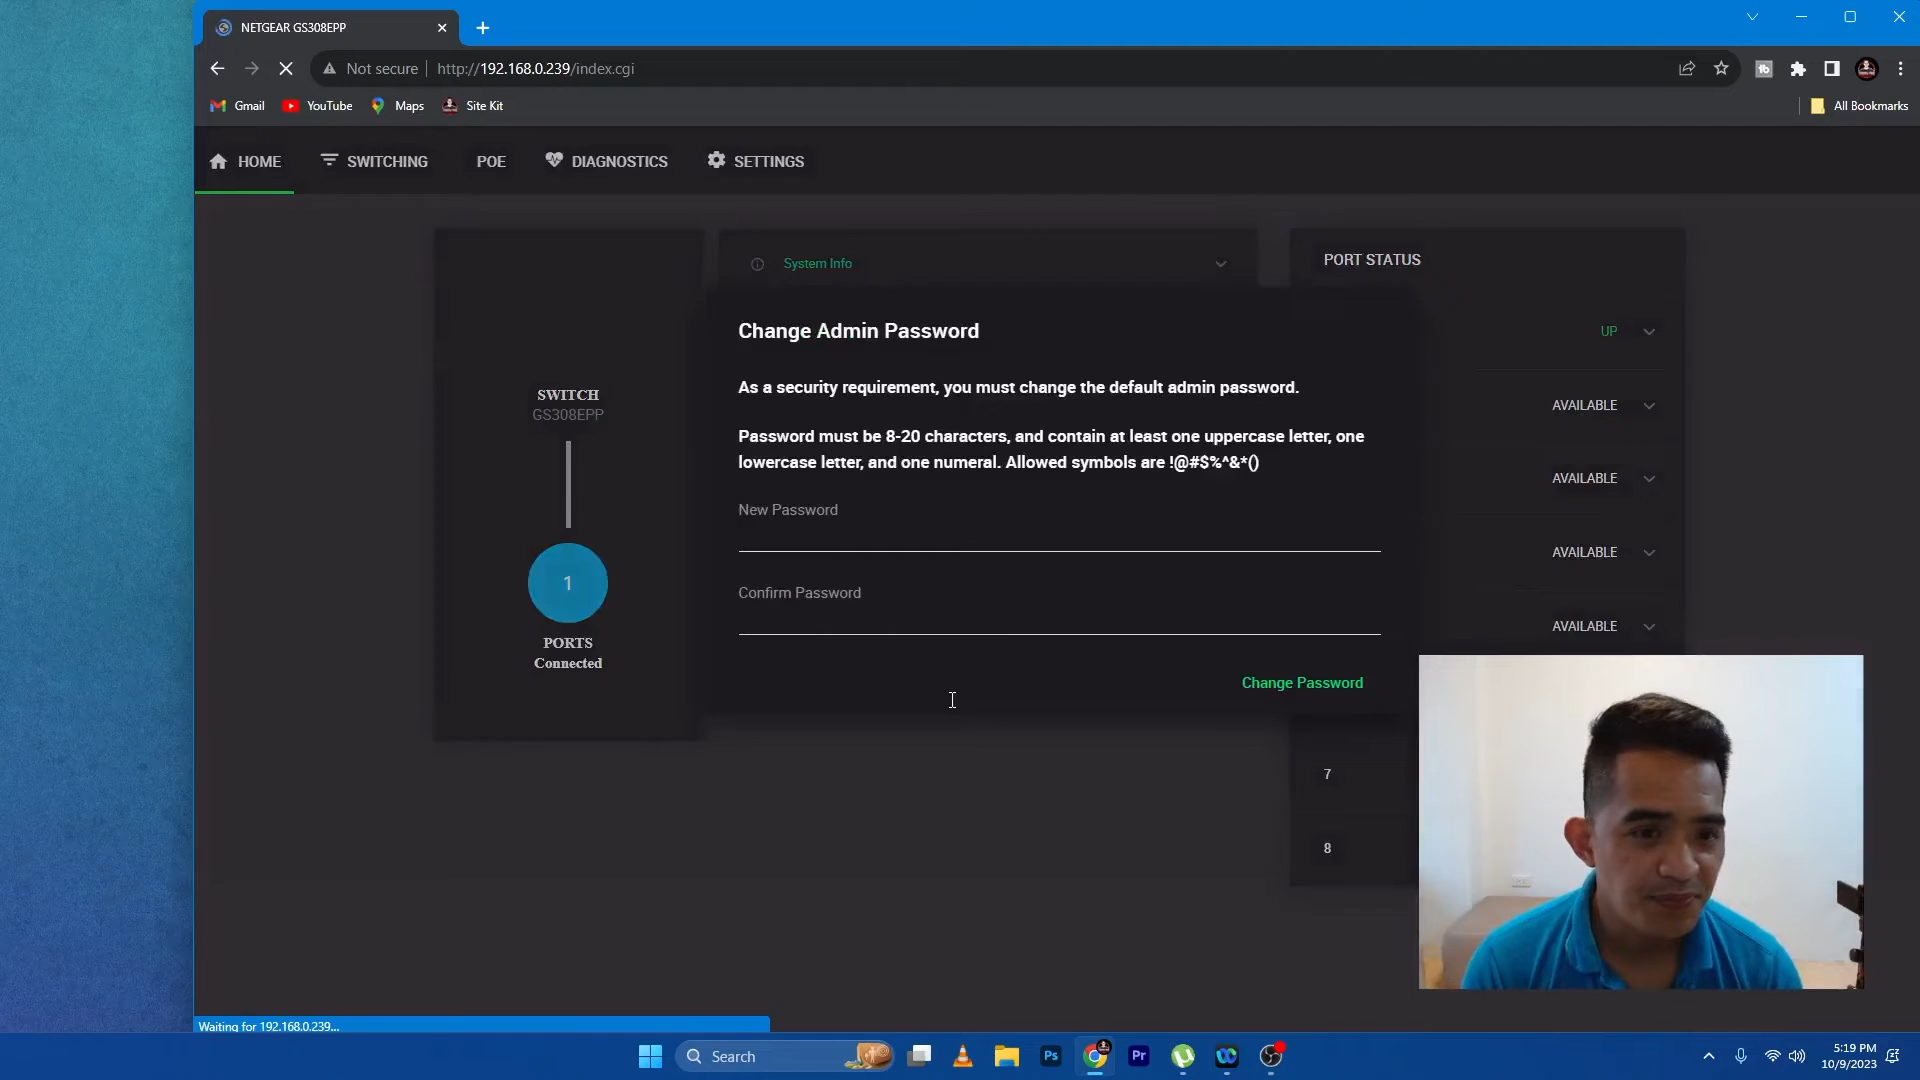 NETGEAR GS308EPP
Not secure
http://192.168.0.239/index.cgi
Gmail
YouTube
Maps
Site Kit
All Bookmarks
HOME
SWITCHING
POE
DIAGNOSTICS
SETTINGS
System Info
PORT STATUS
SWITCH
GS308EPP
1
PORTS
Connected
Change Admin Password
As a security requirement, you must change the default admin password.
Password must be 8-20 characters, and contain at least one uppercase letter, one
lowercase letter, and one numeral. Allowed symbols are !@#$%^&*()
New Password
Confirm Password
Change Password
UP
AVAILABLE
AVAILABLE
AVAILABLE
AVAILABLE
7
8
Waiting for 192.168.0.239...
Search
Ps
Pr
5:19 PM
10/9/2023